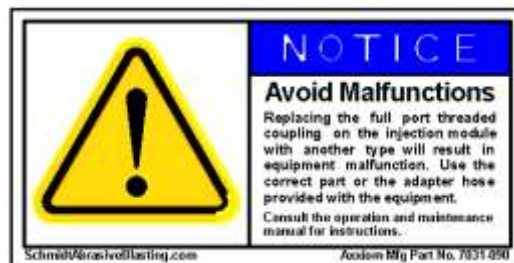 NOTICE
Avoid Malfunctions
Replacing the full port threaded
coupling on the injection module
with another type will result in
equipment malfunction. Use the
correct part or the adapter hose
provided with the equipment.
Consult the operation and maintenance
manual for instructions.
SchmidtAbrasiveBlasting.com
Axxiom Mfg Part No. 7031-090